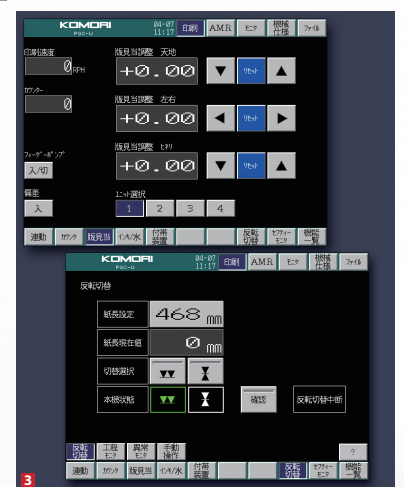 KOMORI
PSC-U
04-07
11:17
印刷
AMR
モニタ
機械
仕様
ファイル
印刷速度
0 RPH
版見当調整 天地
+0.00
▼
リセット
▲
カウンター
0
版見当調整 左右
+0.00
◀
リセット
▶
フィーダーポンプ
入/切
版見当調整 ヒネリ
+0.00
▼
リセット
▲
偏差
入
ユニット選択
1 2 3 4
連動
カウンタ
版見当
インキ/水
付帯
装置
反転
切替
セフティー
モニタ
機能
一覧
KOMORI
PSC-U
04-07
11:17
印刷
AMR
モニタ
機械
仕様
ファイル
反転切替
紙長設定
468 mm
紙長現在値
0 mm
切替選択
本機状態
確認
反転切替中断
反転
切替
工程
モニタ
異常
モニタ
手動
操作
?
連動
カウンタ
版見当
インキ/水
付帯
装置
反転
切替
セフティー
モニタ
機能
一覧
3